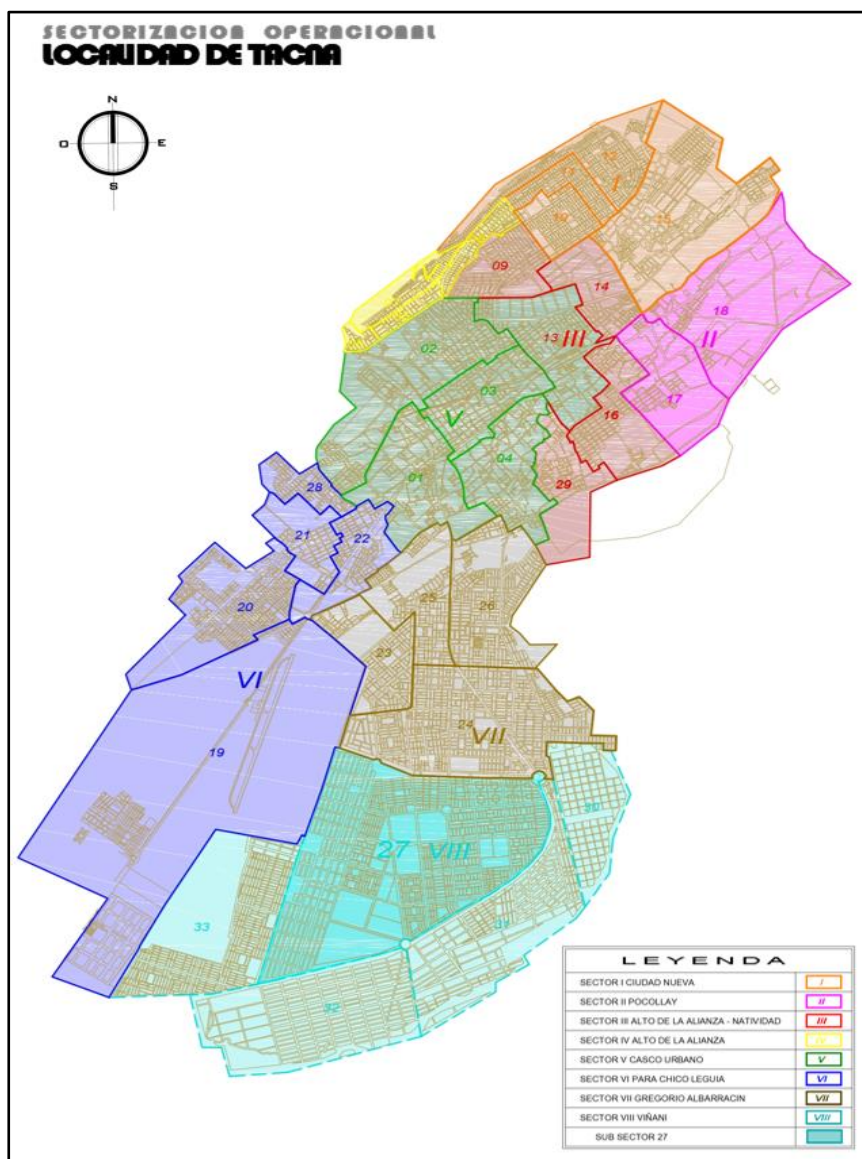 SECTORIZACION OPERACIONAL
LOCALIDAD DE TACNA
N
O E
S
12
11
I
10
15
09
14
18
13 III
II
02
03
17
16
V
04
01
29
28
21 22
25 26
20
23
VI
24
VII
19
30
27 VIII
31
33
32
LEYENDA
SECTOR I CIUDAD NUEVA I
SECTOR II POCOLLAY II
SECTOR III ALTO DE LA ALIANZA - NATIVIDAD III
SECTOR IV ALTO DE LA ALIANZA IV
SECTOR V CASCO URBANO V
SECTOR VI PARA CHICO LEGUIA VI
SECTOR VII GREGORIO ALBARRACIN VII
SECTOR VIII VIÑANI VIII
SUB SECTOR 27